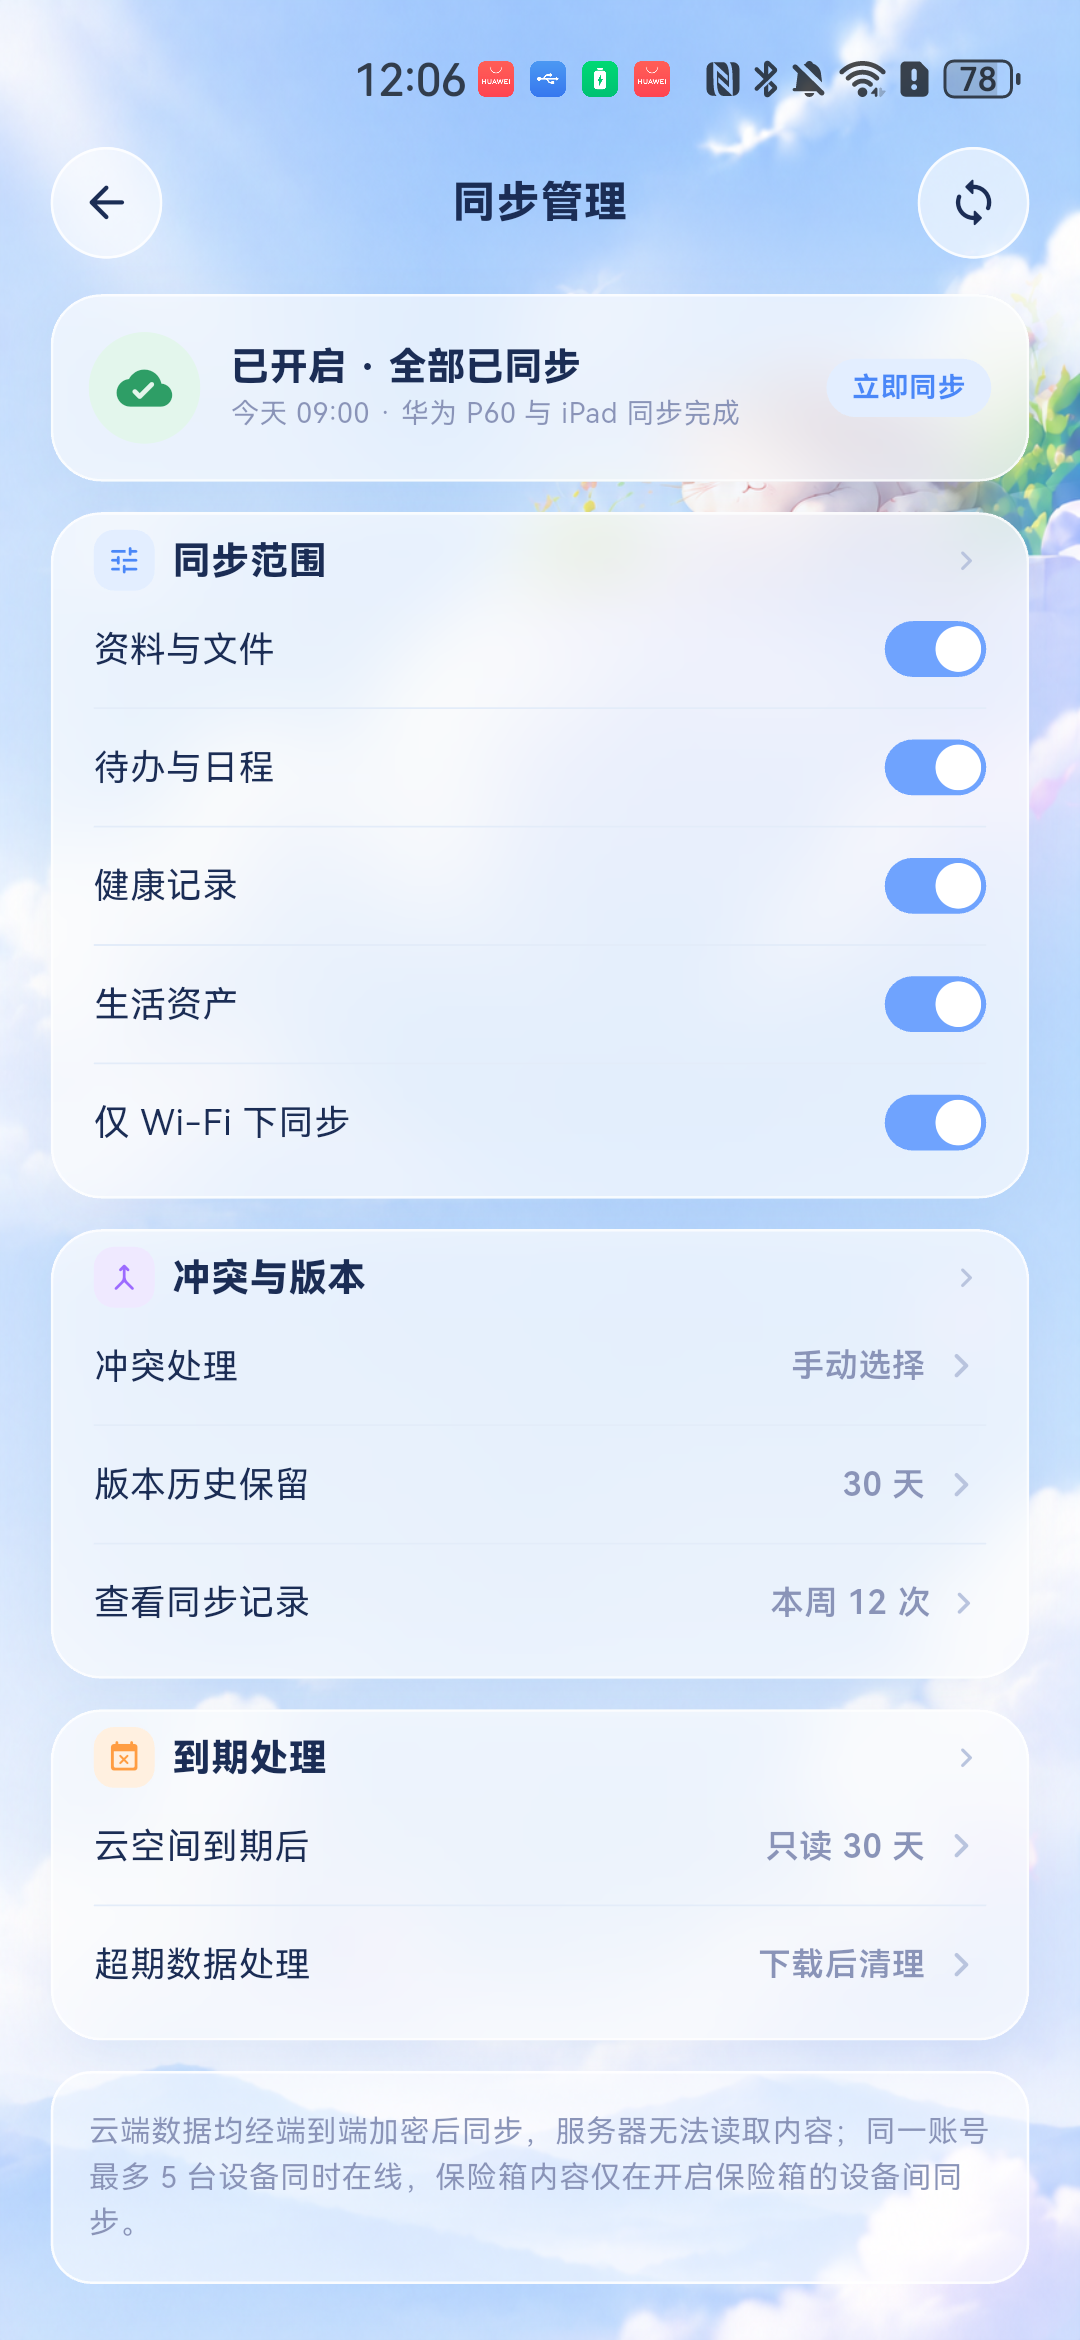 12:06 HUAWEI HUAWEI 78
同步管理
已开启 · 全部已同步
今天 09:00 · 华为 P60 与 iPad 同步完成
立即同步
同步范围
资料与文件
待办与日程
健康记录
生活资产
仅 Wi-Fi 下同步
冲突与版本
冲突处理 手动选择
版本历史保留 30 天
查看同步记录 本周 12 次
到期处理
云空间到期后 只读 30 天
超期数据处理 下载后清理
云端数据均经端到端加密后同步，服务器无法读取内容；同一账号
最多 5 台设备同时在线，保险箱内容仅在开启保险箱的设备间同
步。